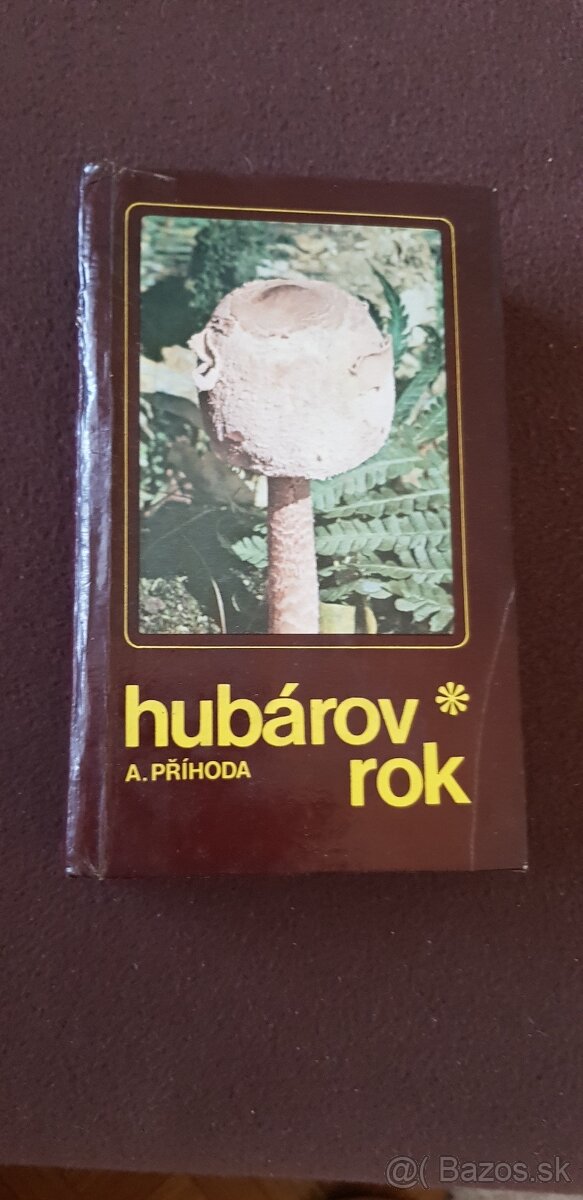 hubárov *
A. PŘÍHODA rok
@( Bazos.sk